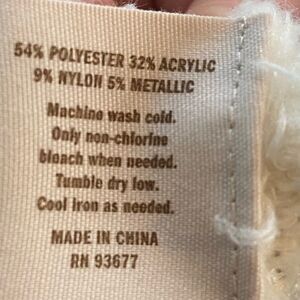 54% POLYESTER 32% ACRYLIC
9% NYLON 5% METALLIC
Machine wash cold.
Only non-chlorine
bleach when needed.
Tumble dry low.
Cool iron as needed.
MADE IN CHINA
RN 93677